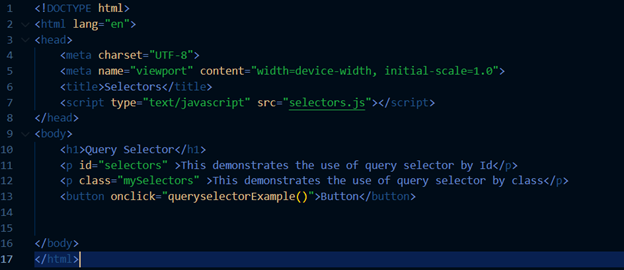 1 <!DOCTYPE html>
2 <html lang="en">
3 <head>
4 <meta charset="UTF-8">
5 <meta name="viewport" content="width=device-width, initial-scale=1.0">
6 <title>Selectors</title>
7 <script type="text/javascript" src="selectors.js"></script>
8 </head>
9 <body>
10 <h1>Query Selector</h1>
11 <p id="selectors" >This demonstrates the use of query selector by Id</p>
12 <p class="mySelectors" >This demonstrates the use of query selector by class</p>
13 <button onclick="queryselectorExample()">Button</button>
14
15
16 </body>
17 </html>